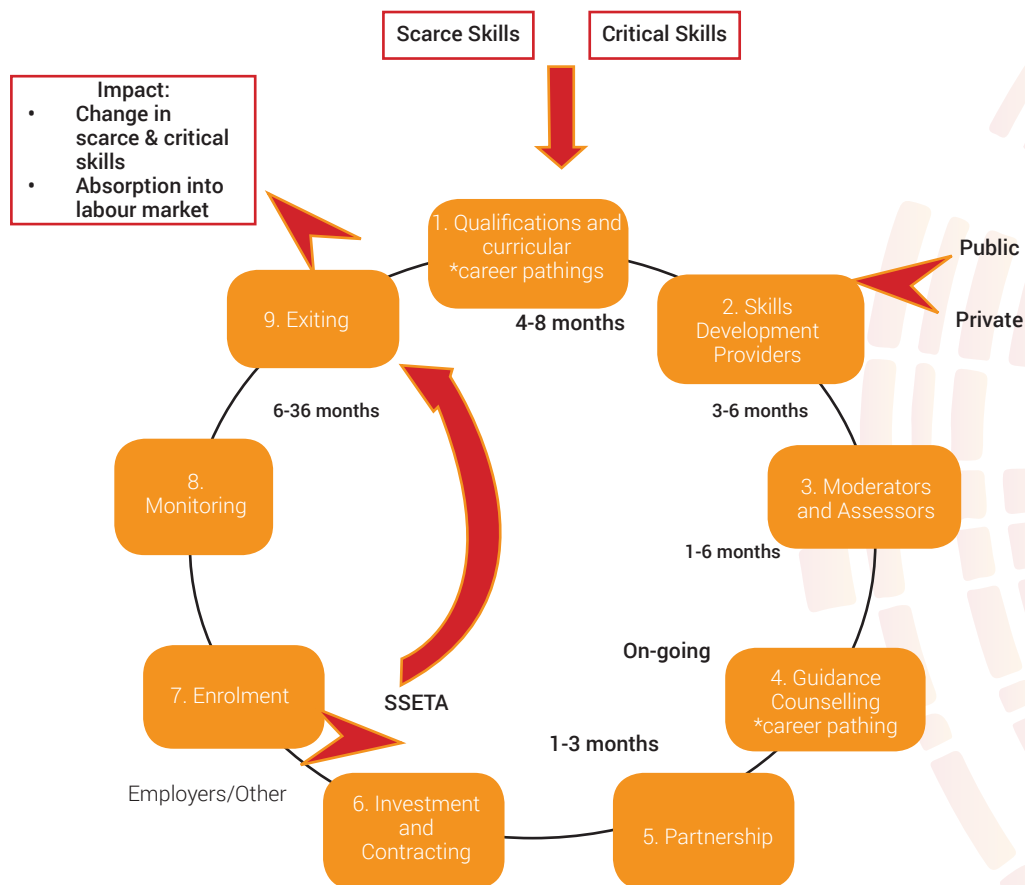 Scarce Skills
Critical Skills
Impact:
• Change in
scarce & critical
skills
• Absorption into
labour market
1. Qualifications and
curricular
*career pathings
4-8 months
Public
Private
2. Skills
Development
Providers
3-6 months
3. Moderators
and Assessors
1-6 months
On-going
4. Guidance
Counselling
*career pathing
1-3 months
5. Partnership
6. Investment
and
Contracting
Employers/Other
SSETA
7. Enrolment
8.
Monitoring
6-36 months
9. Exiting